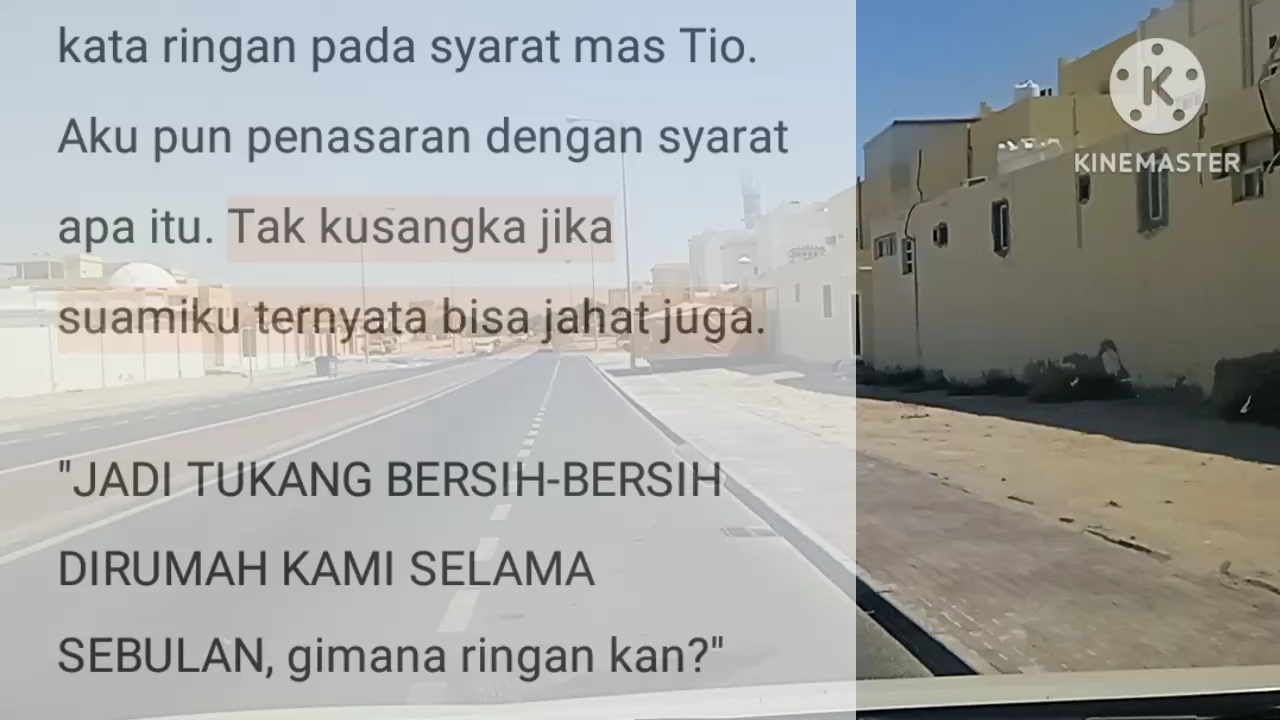 kata ringan pada syarat mas Tio.
Aku pun penasaran dengan syarat
apa itu. Tak kusangka jika
suamiku ternyata bisa jahat juga.
"JADI TUKANG BERSIH-BERSIH
DIRUMAH KAMI SELAMA
SEBULAN, gimana ringan kan?"
K
KINEMASTER